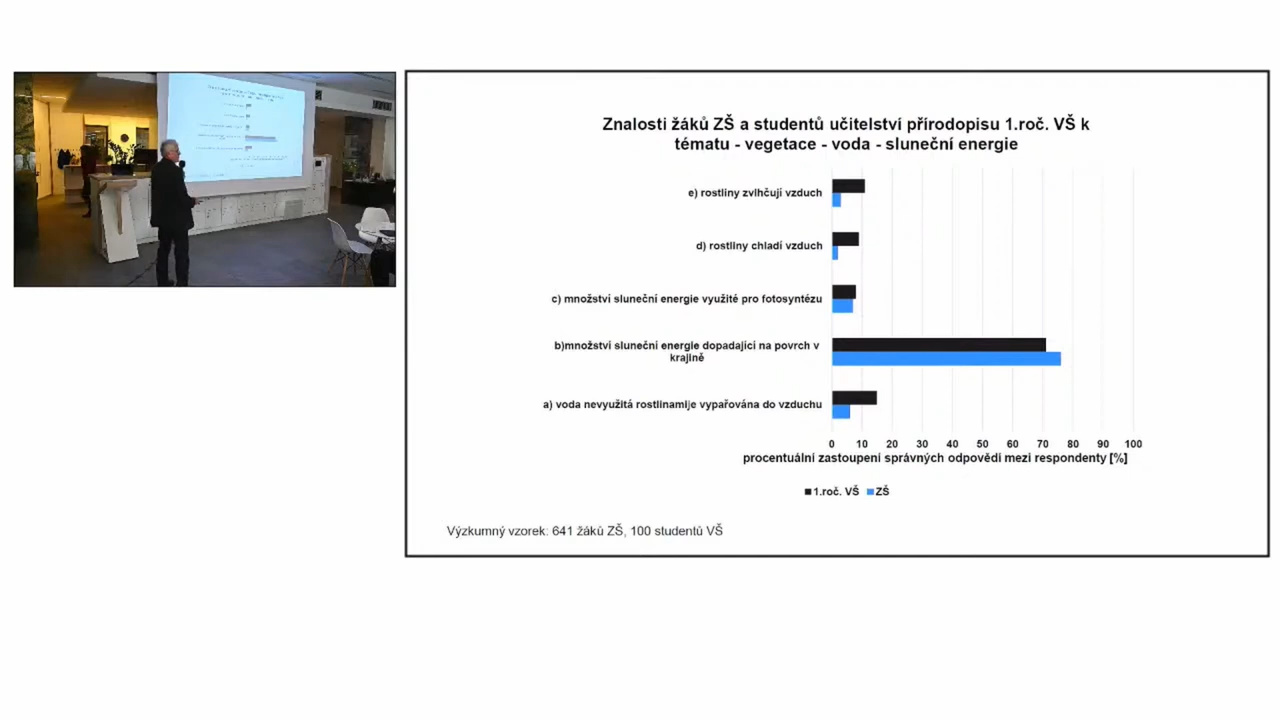 Znalosti žáků ZŠ a studentů učitelství přírodopisu 1.roč. VŠ k
tématu - vegetace - voda - sluneční energie
e) rostliny zvlhčují vzduch
d) rostliny chladí vzduch
c) množství sluneční energie využité pro fotosyntézu
b)množství sluneční energie dopadající na povrch v
krajině
a) voda nevyužitá rostlinamije vypařována do vzduchu
0 10 20 30 40 50 60 70 80 90 100
procentuální zastoupení správných odpovědí mezi respondenty [%]
1.roč. VŠ ZŠ
Výzkumný vzorek: 641 žáků ZŠ, 100 studentů VŠ